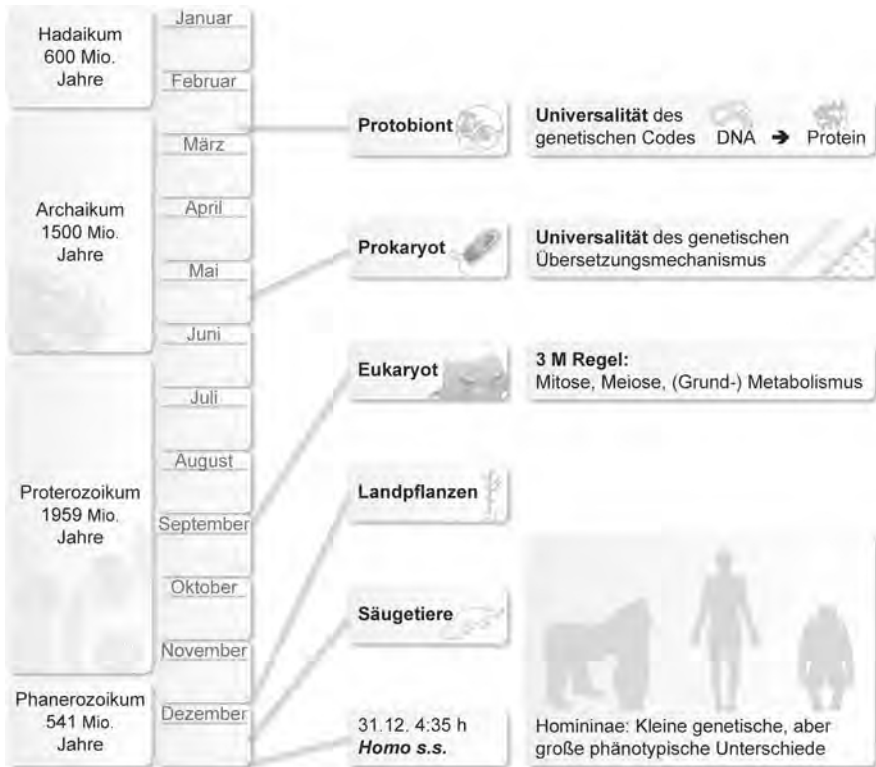 Hadaikum
600 Mio.
Jahre
Archaikum
1500 Mio.
Jahre
Proterozoikum
1959 Mio.
Jahre
Phanerozoikum
541 Mio.
Jahre
Januar
Februar
März
April
Mai
Juni
Juli
August
September
Oktober
November
Dezember
Protobiont
Universalität des
genetischen Codes DNA ➔ Protein
Prokaryot
Universalität des genetischen
Übersetzungsmechanismus
Eukaryot
3 M Regel:
Mitose, Meiose, (Grund-) Metabolismus
Landpflanzen
Säugetiere
31.12. 4:35 h
Homo s.s.
Homininae: Kleine genetische, aber
große phänotypische Unterschiede